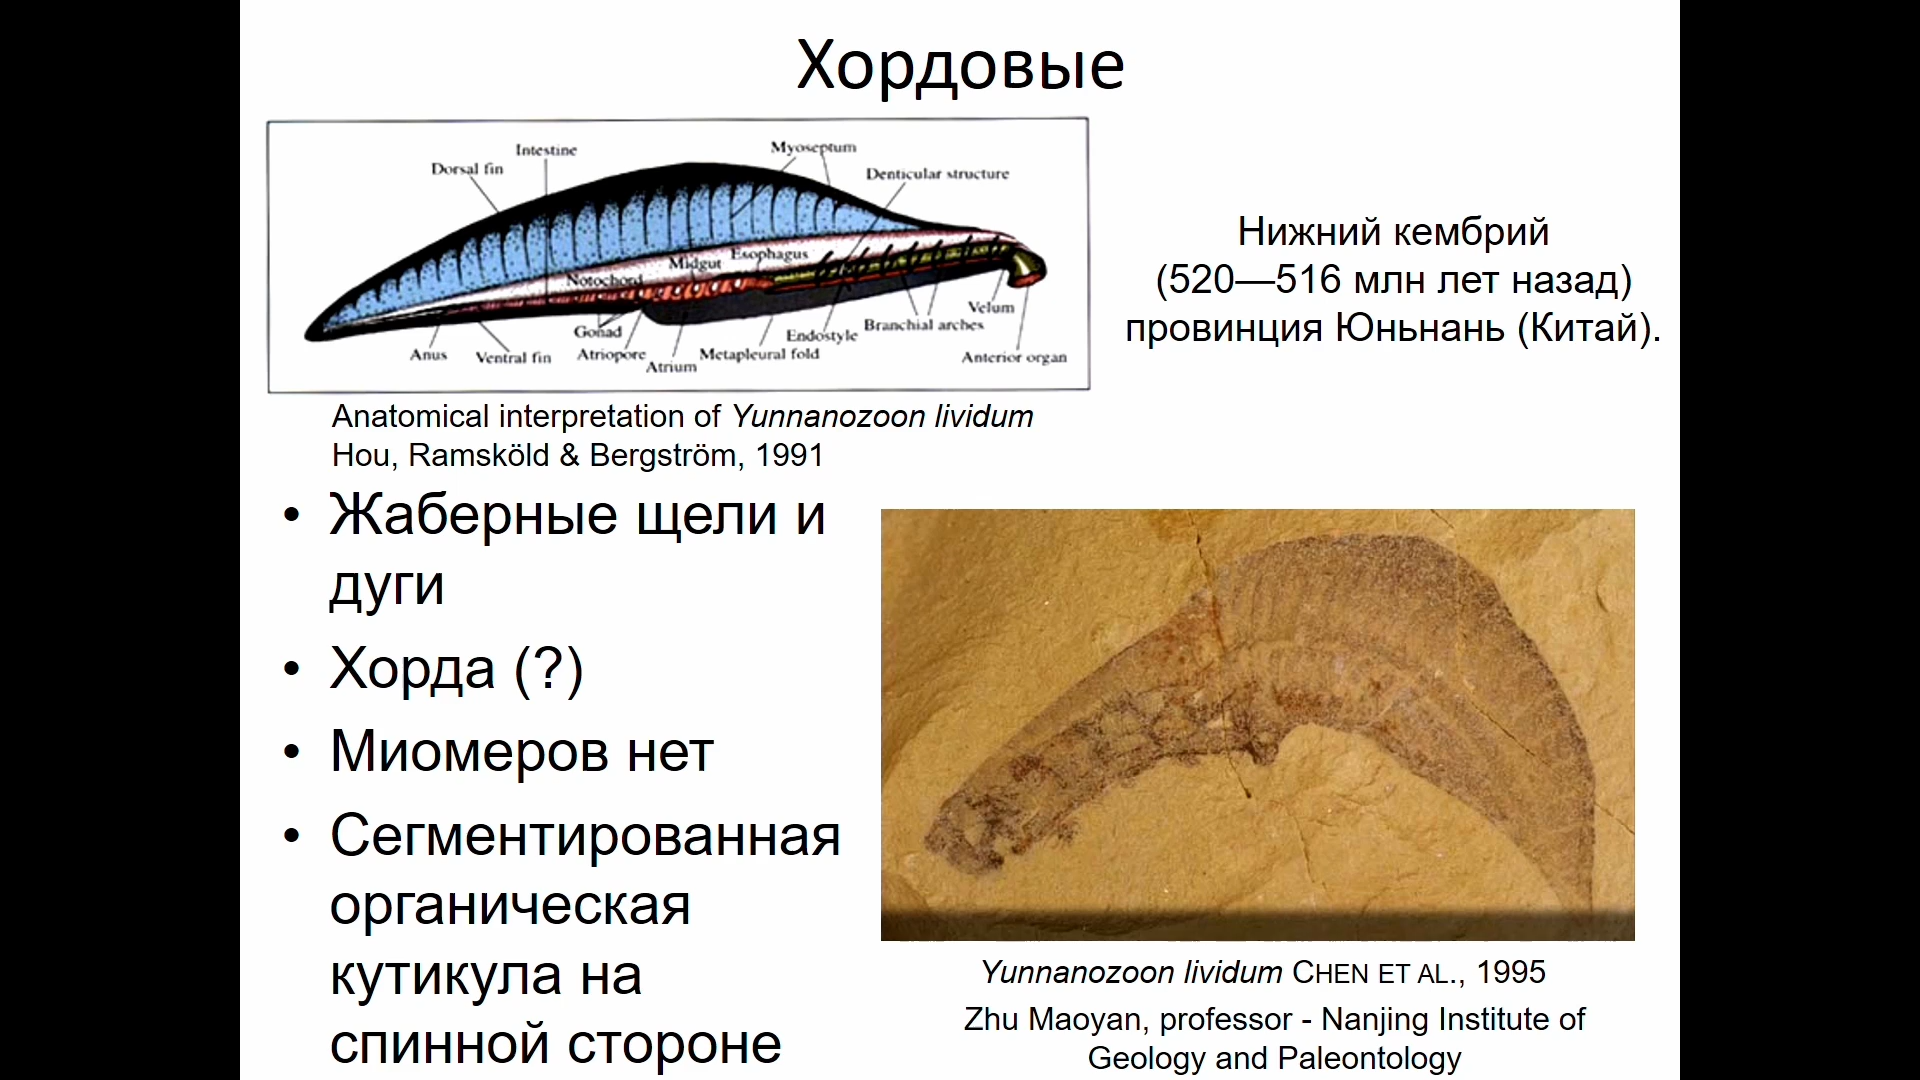 Хордовые
Intestine
Myoseptum
Dorsal fin
Denticular structure
Esophagus
Midgut
Notochord
Velum
Gonad
Endostyle
Branchial arches
Anus
Ventral fin
Atriopore
Metapleural fold
Anterior organ
Atrium
Нижний кембрий
(520—516 млн лет назад)
провинция Юньнань (Китай).
Anatomical interpretation of Yunnanozoon lividum
Hou, Ramsköld & Bergström, 1991
• Жаберные щели и
дуги
• Хорда (?)
• Миомеров нет
• Сегментированная
органическая
кутикула на
спинной стороне
Yunnanozoon lividum CHEN ET AL., 1995
Zhu Maoyan, professor - Nanjing Institute of
Geology and Paleontology